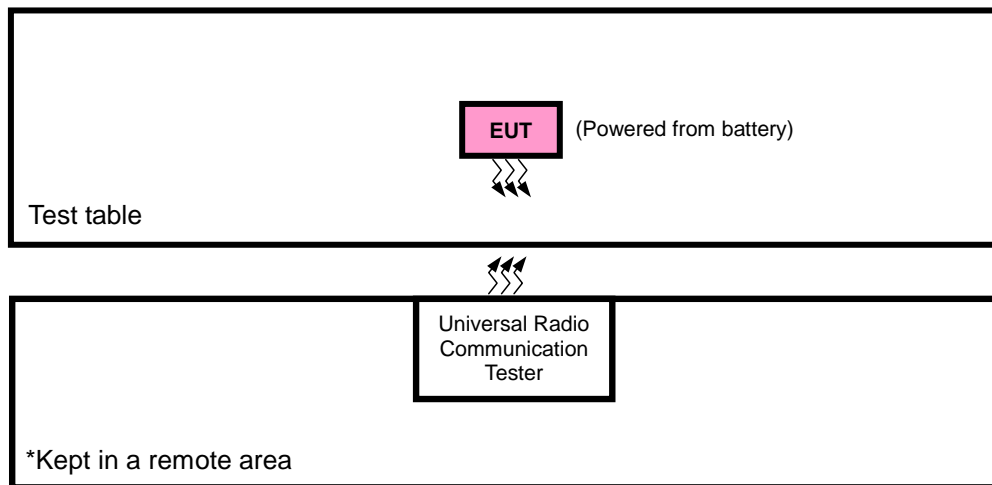 EUT
(Powered from battery)
Test table
Universal Radio
Communication
Tester
*Kept in a remote area